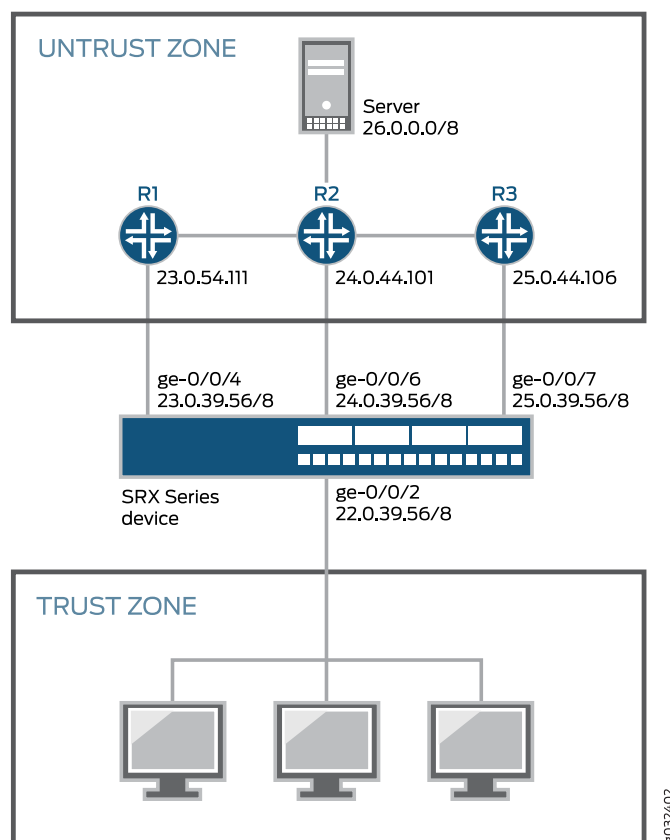 UNTRUST ZONE
Server
26.0.0.0/8
R1
R2
R3
23.0.54.111
24.0.44.101
25.0.44.106
ge-0/0/4
23.0.39.56/8
ge-0/0/6
24.0.39.56/8
ge-0/0/7
25.0.39.56/8
SRX Series
device
ge-0/0/2
22.0.39.56/8
TRUST ZONE